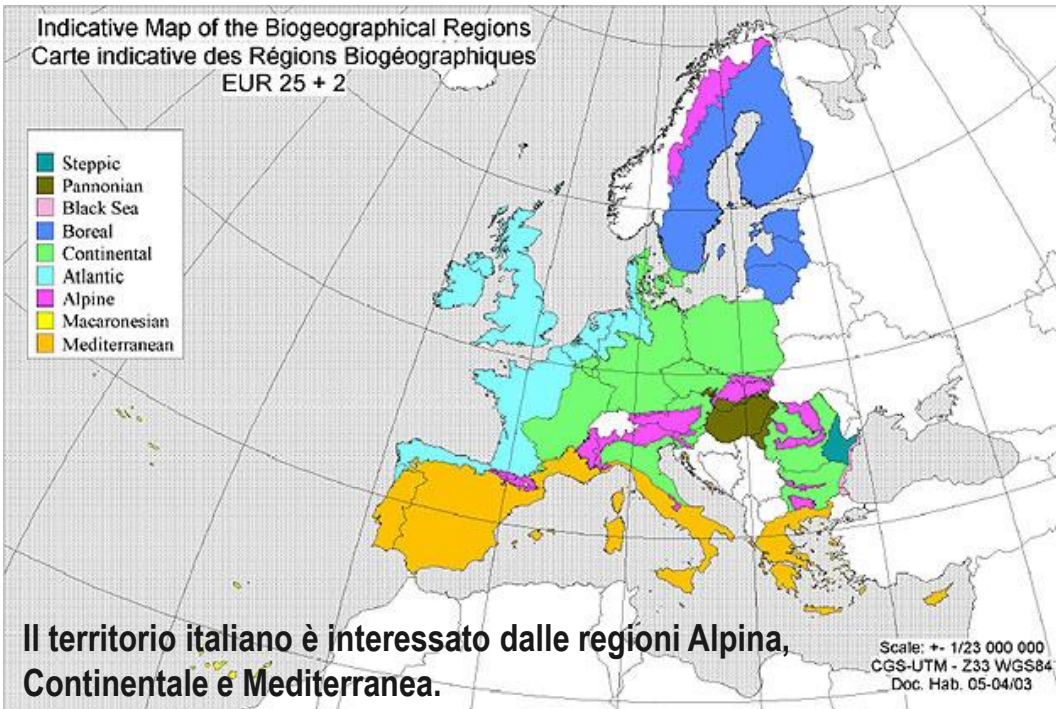 Indicative Map of the Biogeographical Regions
Carte indicative des Régions Biogéographiques
EUR 25 + 2
Steppic
Pannonian
Black Sea
Boreal
Continental
Atlantic
Alpine
Macaronesian
Mediterranean
Il territorio italiano è interessato dalle regioni Alpina,
Continentale e Mediterranea.
Scale: +- 1/23 000 000
CGS-UTM - Z33 WGS84
Doc. Hab. 05-04/03